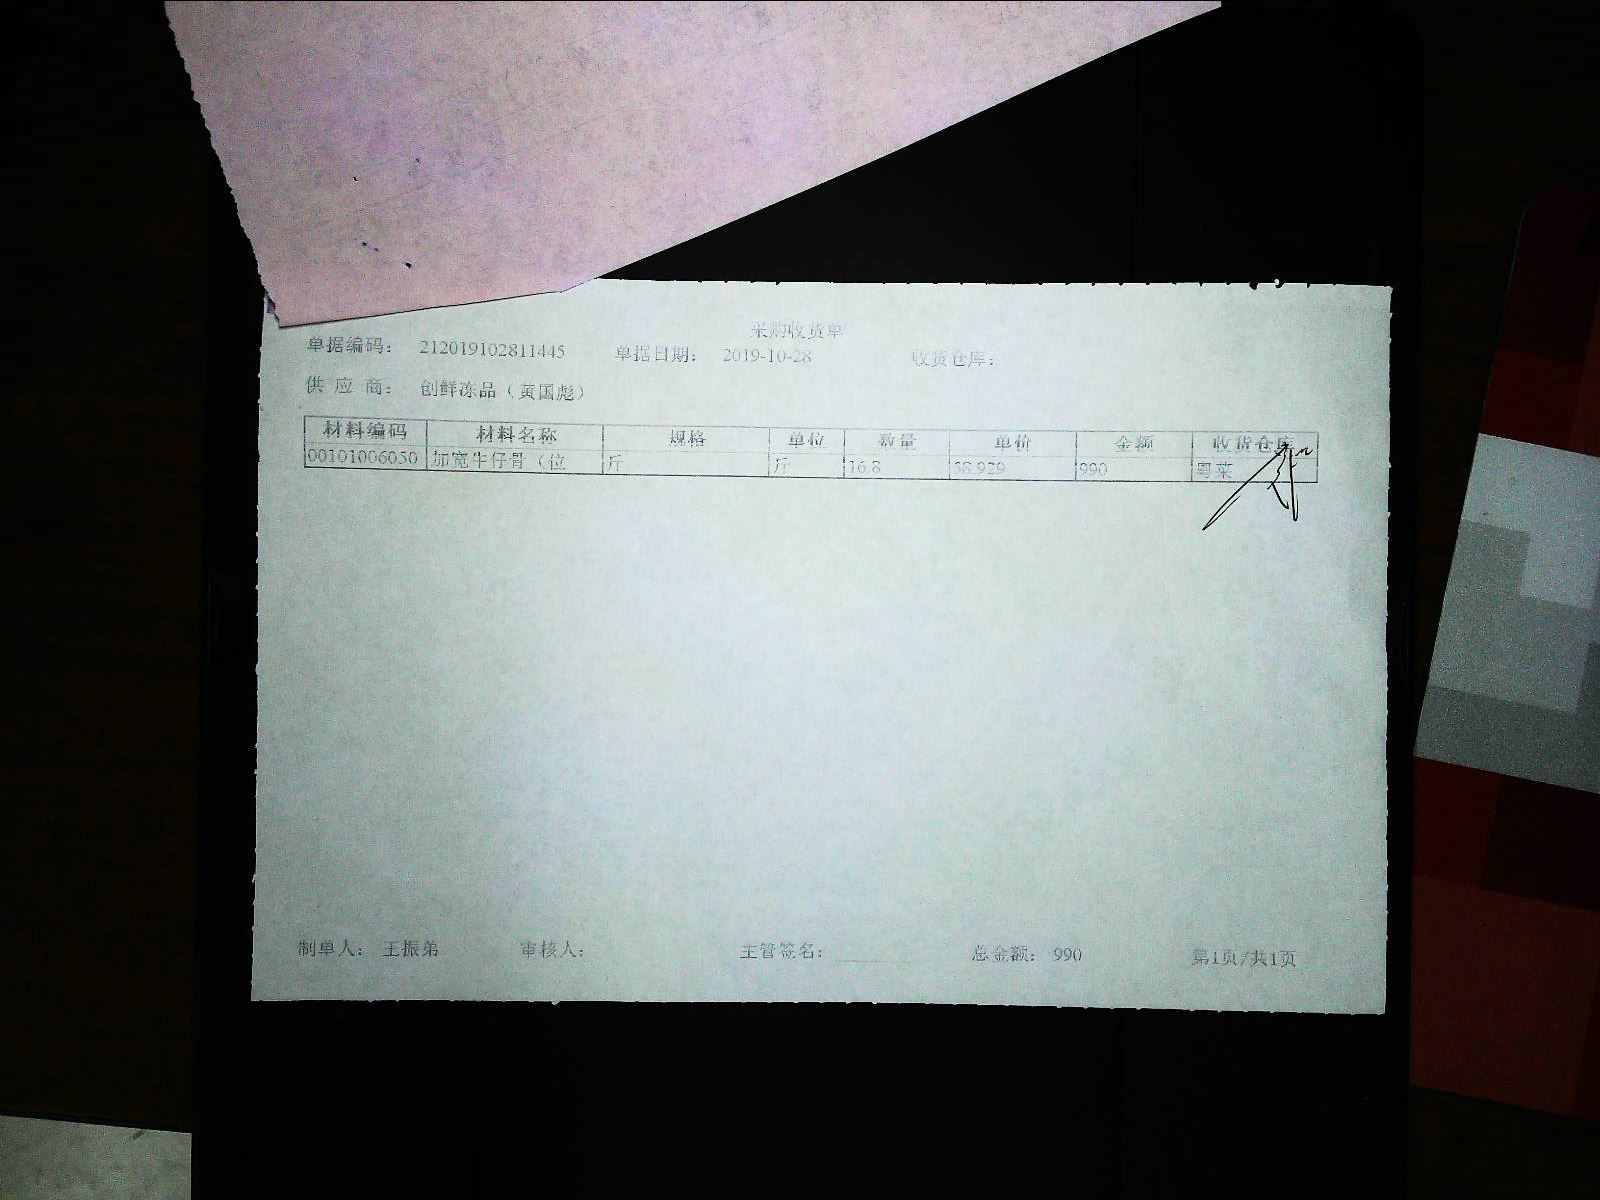 采购收货单
单据编码： 212019102811445 单据日期： 2019-10-28 收货仓库：
供 应 商： 创鲜冻品（黄国彪）
材料编码 材料名称 规格 单位 数量 单价 金额 收货仓库
00101006050 加宽牛仔骨（位 斤 斤 16.8 58.929 990 粤菜
制单人： 王振弟 审核人： 主管签名： 总金额： 990 第1页/共1页